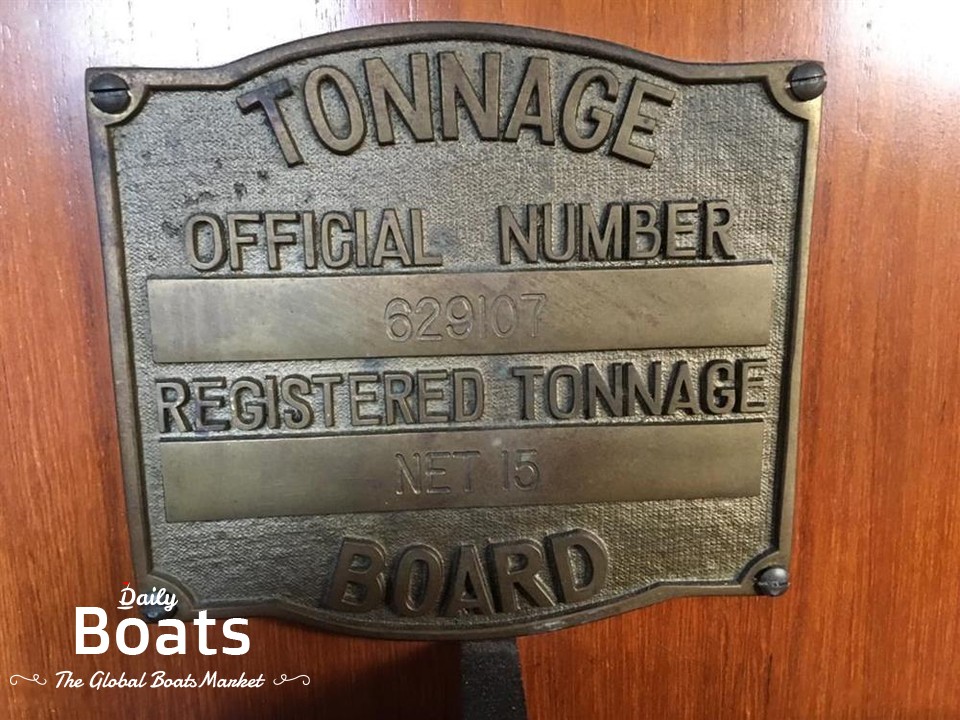 TONNAGE
OFFICIAL NUMBER
629107
REGISTERED TONNAGE
NET 15
BOARD
Daily
Boats
The Global Boats Market